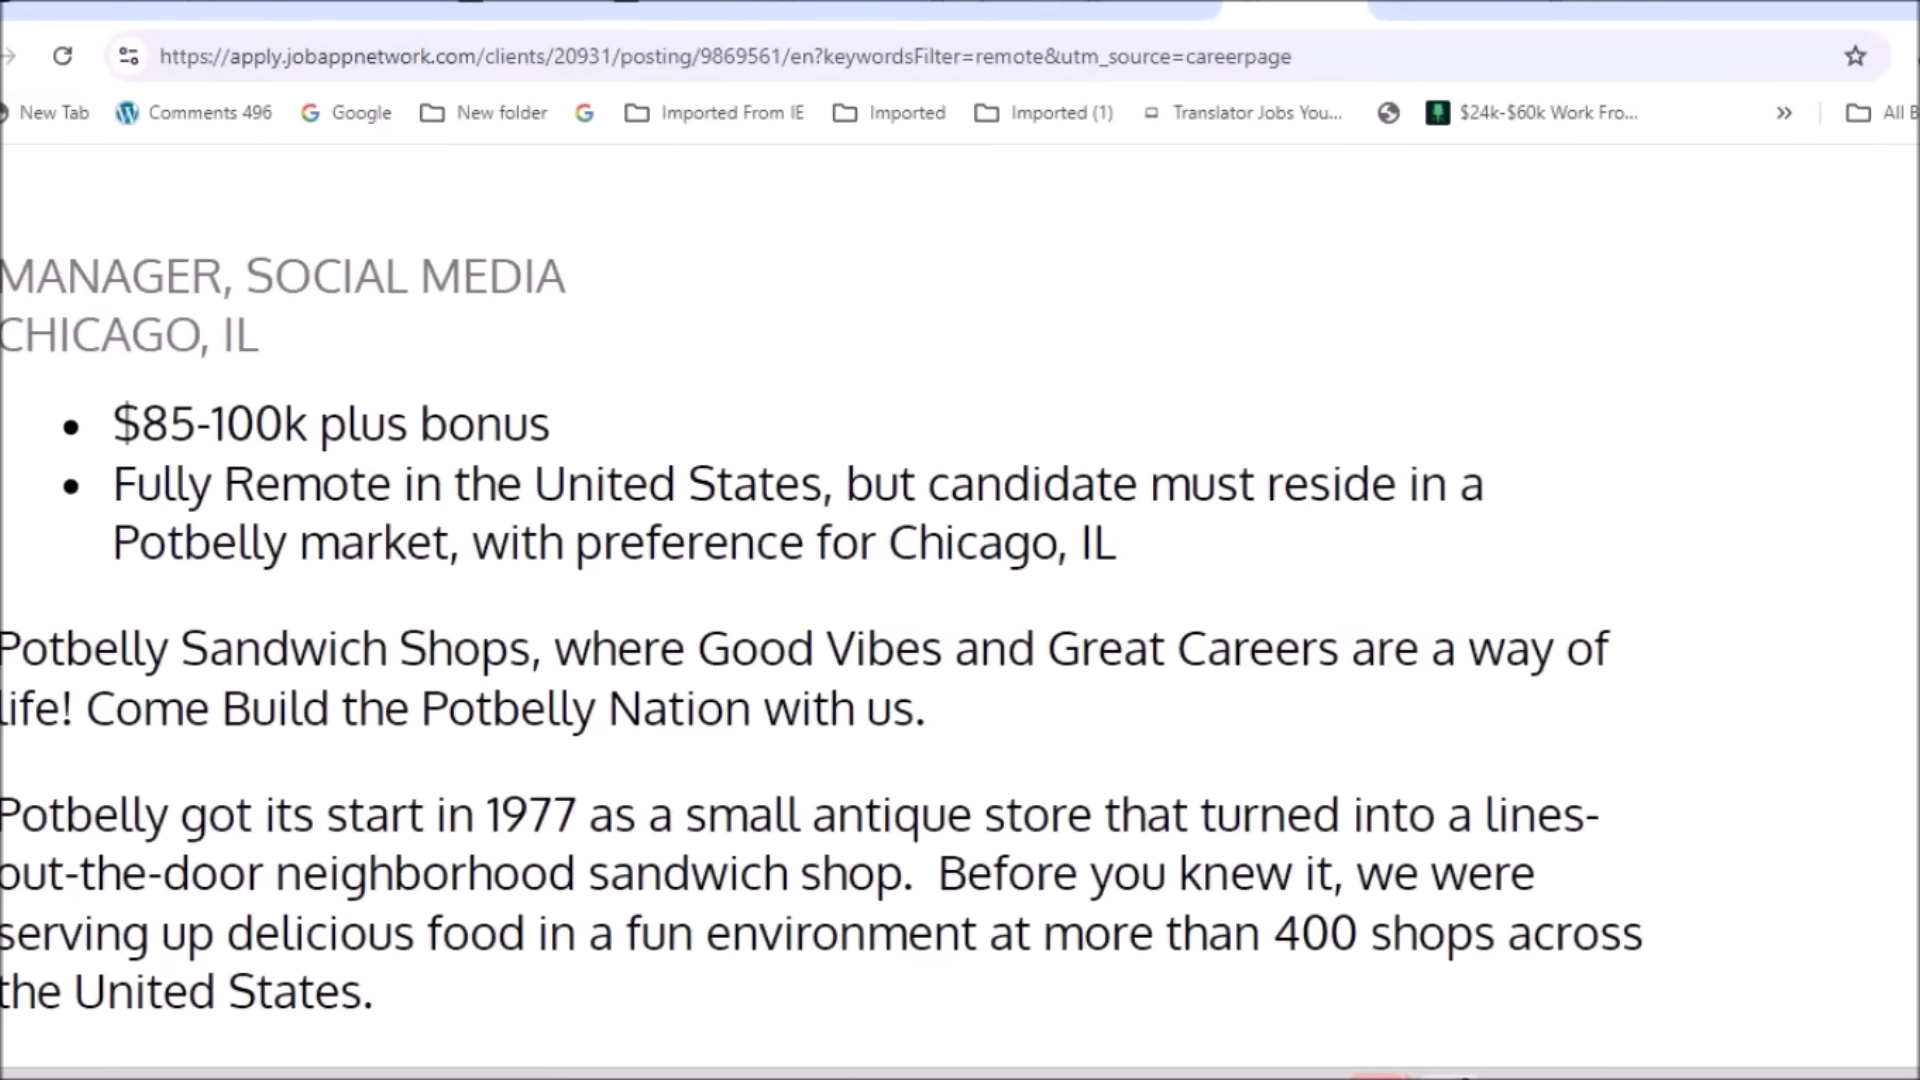 https://apply.jobappnetwork.com/clients/20931/posting/9869561/en?keywordsFilter=remote&utm_source=careerpage
New Tab Comments 496 Google New folder Imported From IE Imported Imported (1) Translator Jobs You... $24k-$60k Work Fro... » All B
MANAGER, SOCIAL MEDIA
CHICAGO, IL
• $85-100k plus bonus
• Fully Remote in the United States, but candidate must reside in a
Potbelly market, with preference for Chicago, IL
Potbelly Sandwich Shops, where Good Vibes and Great Careers are a way of
life! Come Build the Potbelly Nation with us.
Potbelly got its start in 1977 as a small antique store that turned into a lines-
out-the-door neighborhood sandwich shop.  Before you knew it, we were
serving up delicious food in a fun environment at more than 400 shops across
the United States.